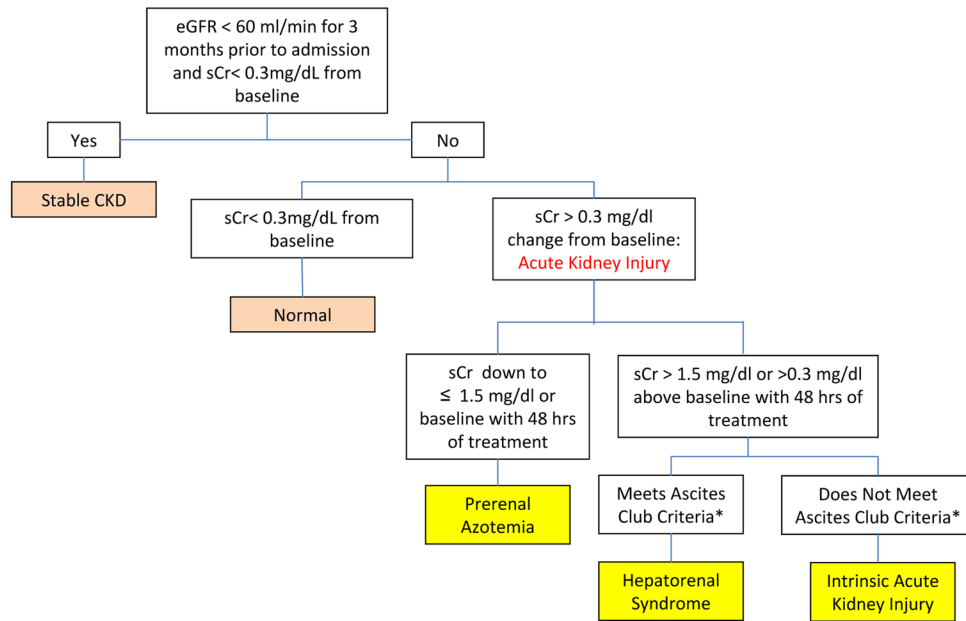 eGFR < 60 ml/min for 3
months prior to admission
and sCr< 0.3mg/dL from
baseline
Yes
No
Stable CKD
sCr< 0.3mg/dL from
baseline
sCr > 0.3 mg/dl
change from baseline:
Acute Kidney Injury
Normal
sCr down to
≤ 1.5 mg/dl or
baseline with 48 hrs
of treatment
sCr > 1.5 mg/dl or >0.3 mg/dl
above baseline with 48 hrs of
treatment
Prerenal
Azotemia
Meets Ascites
Club Criteria*
Does Not Meet
Ascites Club Criteria*
Hepatorenal
Syndrome
Intrinsic Acute
Kidney Injury